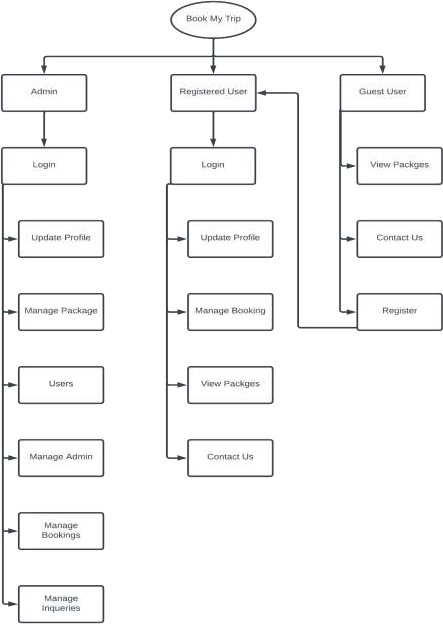 Book My Trip
Admin
Registered User
Guest User
Login
Login
View Packges
Update Profile
Update Profile
Contact Us
Manage Package
Manage Booking
Register
Users
View Packges
Manage Admin
Contact Us
Manage
Bookings
Manage
Inqueries